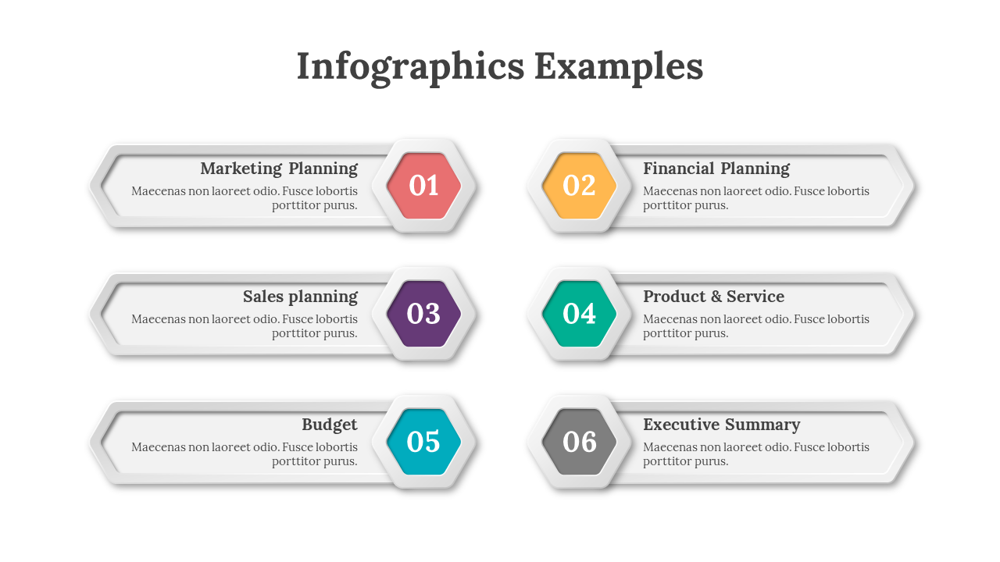 Infographics Examples
Marketing Planning
Maecenas non laoreet odio. Fusce lobortis
porttitor purus.
01
02
Financial Planning
Maecenas non laoreet odio. Fusce lobortis
porttitor purus.
Sales planning
Maecenas non laoreet odio. Fusce lobortis
porttitor purus.
03
04
Product & Service
Maecenas non laoreet odio. Fusce lobortis
porttitor purus.
Budget
Maecenas non laoreet odio. Fusce lobortis
porttitor purus.
05
06
Executive Summary
Maecenas non laoreet odio. Fusce lobortis
porttitor purus.